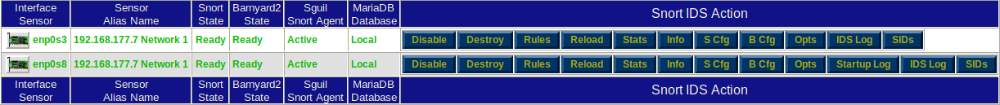 Interface Sensor Snort Barnyard2 Sguil MariaDB Snort IDS Action
Sensor Alias Name State State Snort Agent Database
enp0s3 192.168.177.7 Network 1 Ready Ready Active Local Disable Destroy Rules Reload Stats Info S Cfg B Cfg Opts IDS Log SIDs
enp0s8 192.168.177.7 Network 1 Ready Ready Active Local Disable Destroy Rules Reload Stats Info S Cfg B Cfg Opts Startup Log IDS Log SIDs
Interface Sensor Snort Barnyard2 Sguil MariaDB Snort IDS Action
Sensor Alias Name State State Snort Agent Database